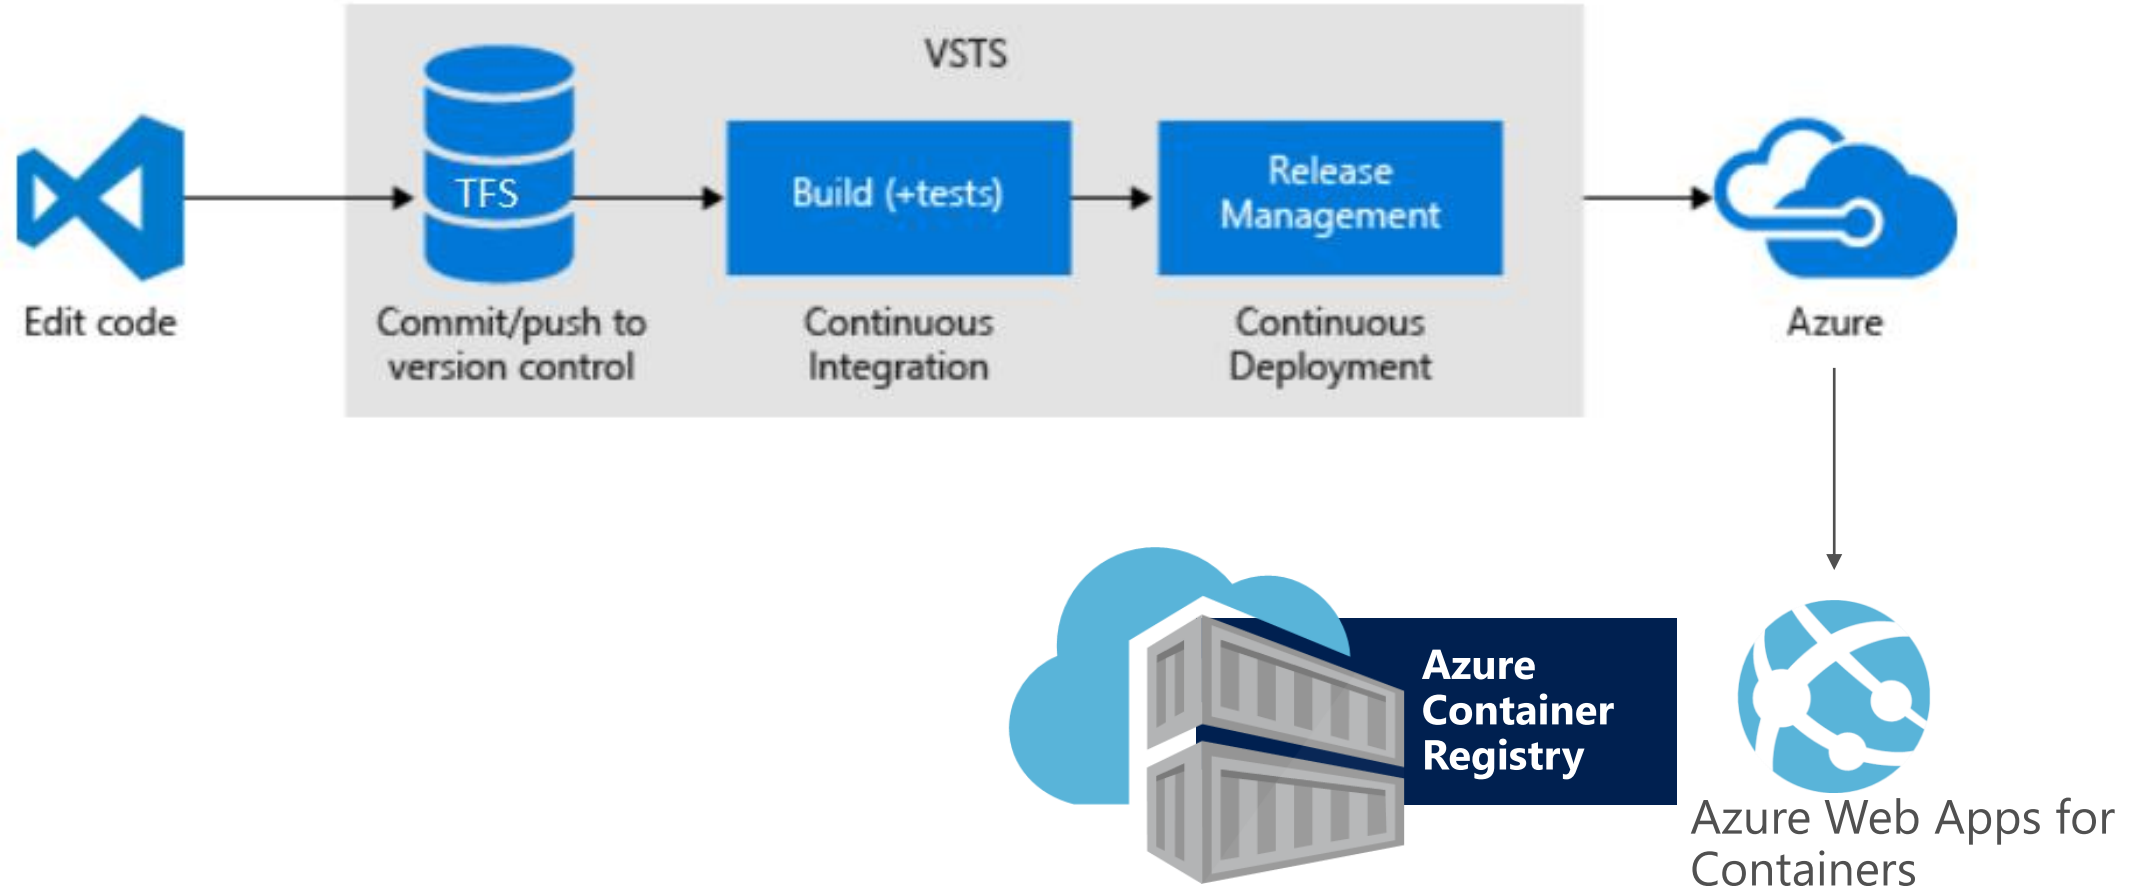 VSTS
TFS
Build (+tests)
Release
Management
Edit code
Commit/push to
version control
Continuous
Integration
Continuous
Deployment
Azure
Azure
Container
Registry
Azure Web Apps for
Containers